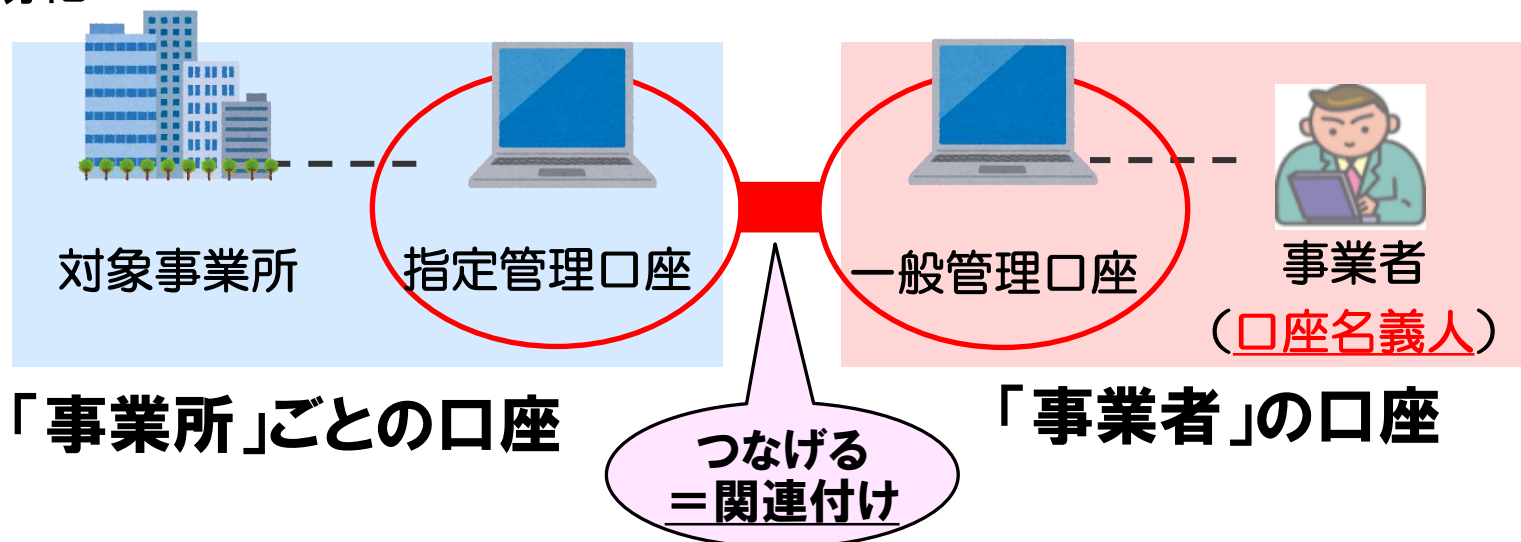 対象事業所
指定管理口座
一般管理口座
事業者
（口座名義人）
「事業所」ごとの口座
「事業者」の口座
つなげる
＝関連付け